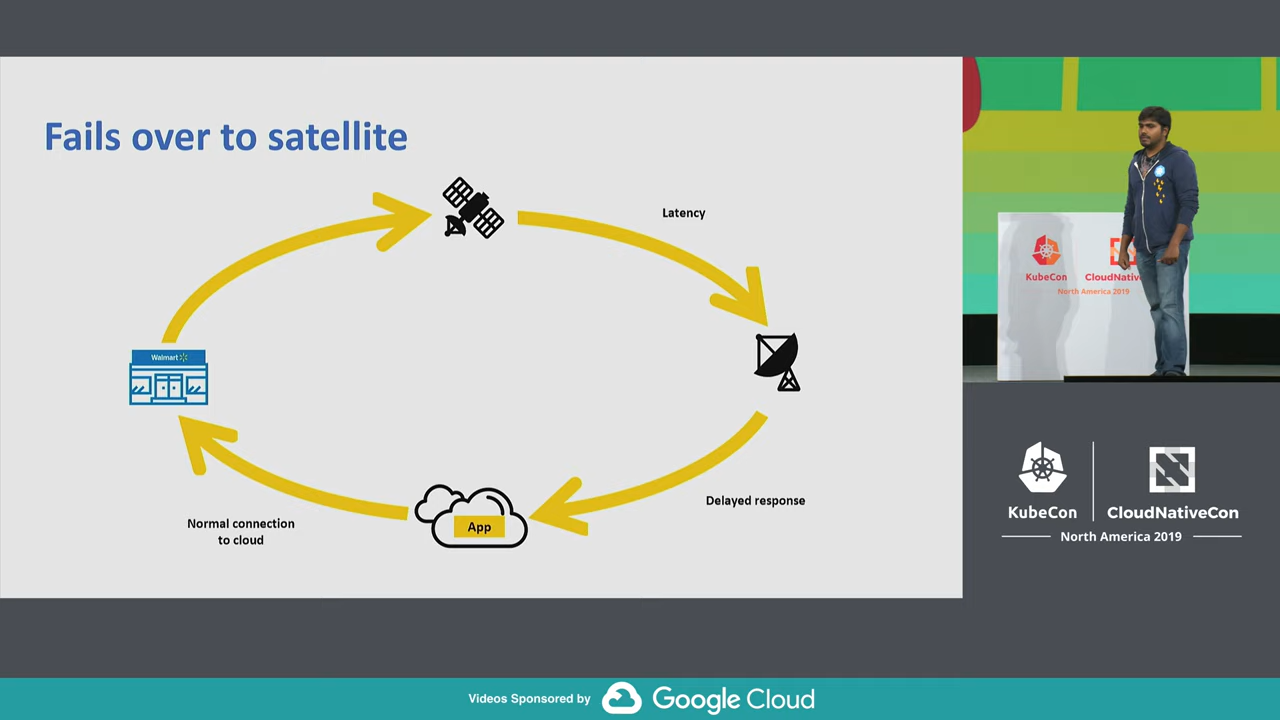 Fails over to satellite
Latency
Walmart
Delayed response
App
Normal connection
to cloud
KubeCon
CloudNativ
North America 2019
KubeCon
CloudNativeCon
North America 2019
Videos Sponsored by
Google Cloud